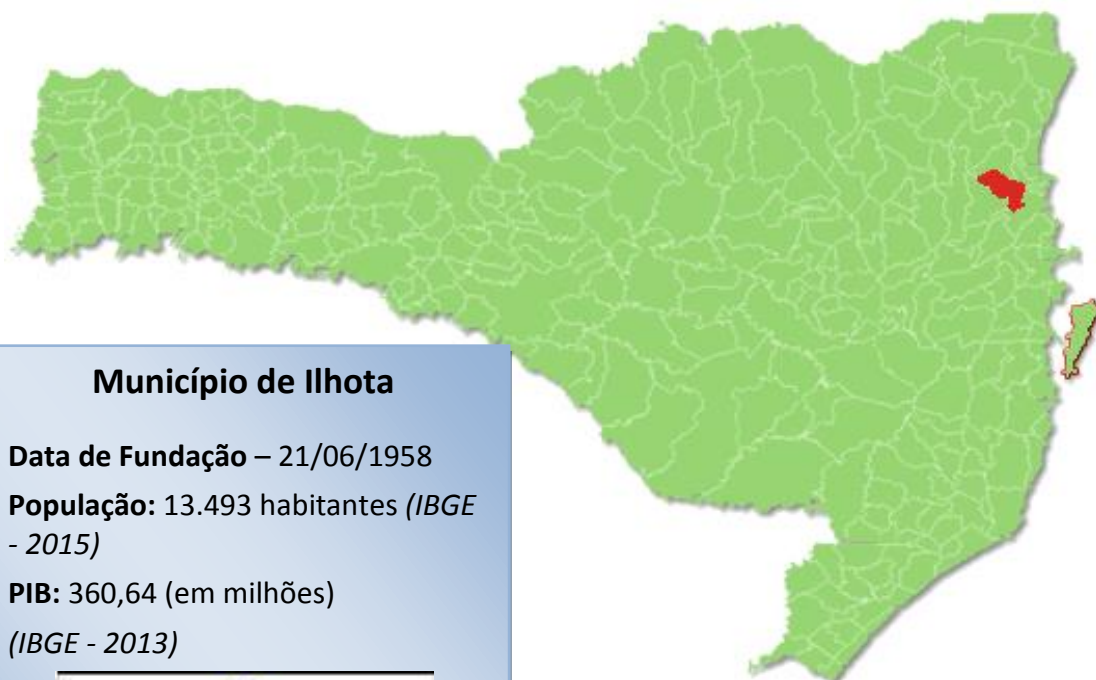 Município de Ilhota
Data de Fundação – 21/06/1958
População: 13.493 habitantes (IBGE
- 2015)
PIB: 360,64 (em milhões)
(IBGE - 2013)